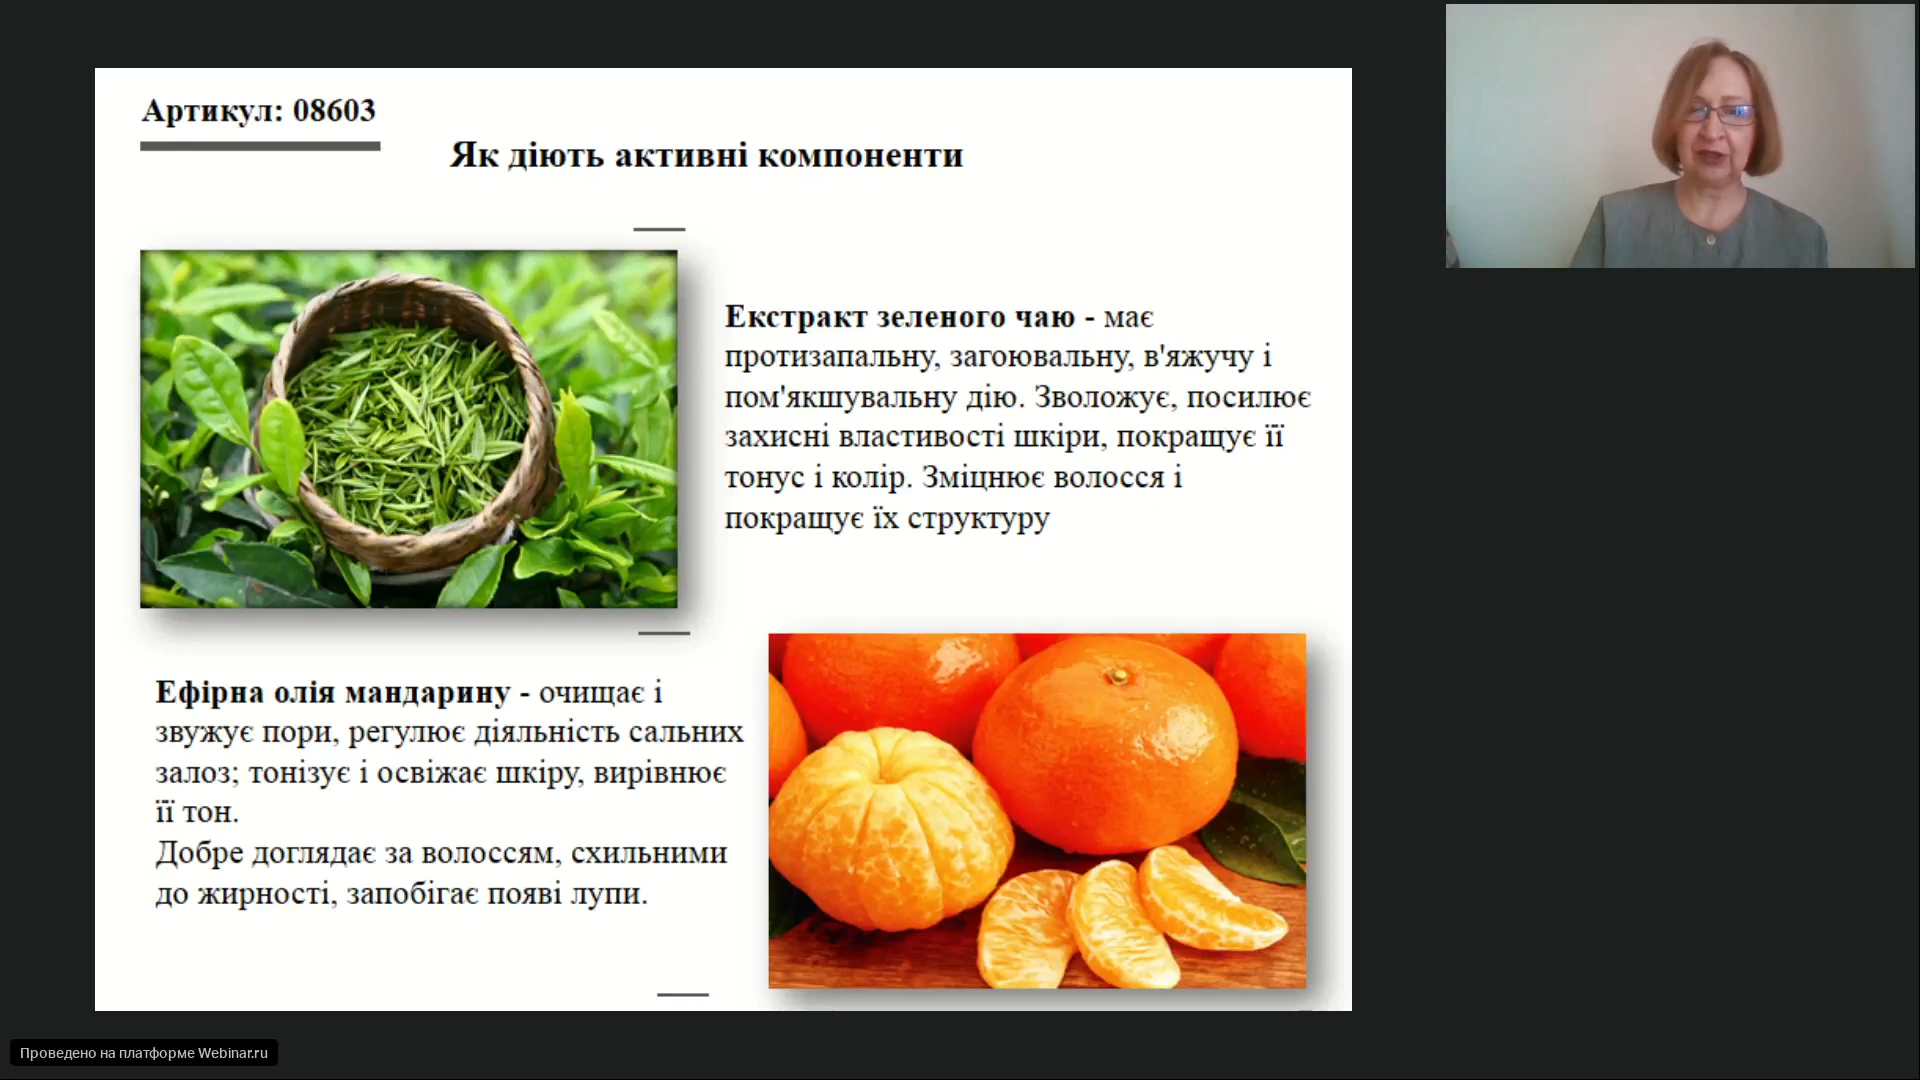 Артикул: 08603
Як діють активні компоненти
Екстракт зеленого чаю - має
протизапальну, загоювальну, в'яжучу і
пом'якшувальну дію. Зволожує, посилює
захисні властивості шкіри, покращує її
тонус і колір. Зміцнює волосся і
покращує їх структуру
Ефірна олія мандарину - очищає і
звужує пори, регулює діяльність сальних
залоз; тонізує і освіжає шкіру, вирівнює
її тон.
Добре доглядає за волоссям, схильними
до жирності, запобігає появі лупи.
Проведено на платформе Webinar.ru